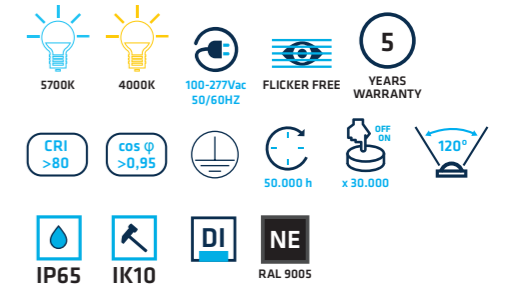 5700K
4000K
100-277Vac
50/60HZ
FLICKER FREE
5
YEARS
WARRANTY
CRI
>80
cos φ
>0,95
50.000 h
OFF
ON
x 30.000
120°
IP65
IK10
DI
NE
RAL 9005